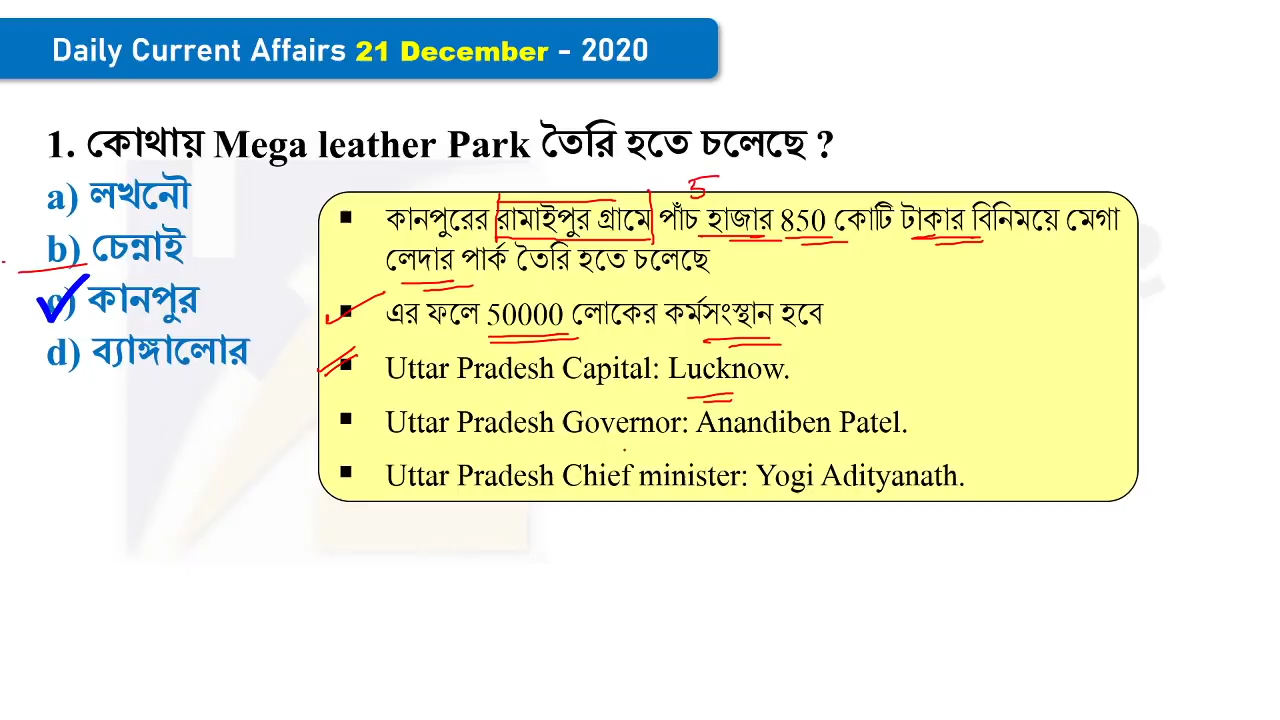 Daily Current Affairs 21 December - 2020
1. কোথায় Mega leather Park তৈরি হতে চলেছে ?
a) লখনৌ
b) চেন্নাই
c) কানপুর
d) ব্যাঙ্গালোর
5
▪ কানপুরের রামাইপুর গ্রামে পাঁচ হাজার 850 কোটি টাকার বিনিময়ে মেগা
লেদার পার্ক তৈরি হতে চলেছে
▪ এর ফলে 50000 লোকের কর্মসংস্থান হবে
▪ Uttar Pradesh Capital: Lucknow.
▪ Uttar Pradesh Governor: Anandiben Patel.
▪ Uttar Pradesh Chief minister: Yogi Adityanath.